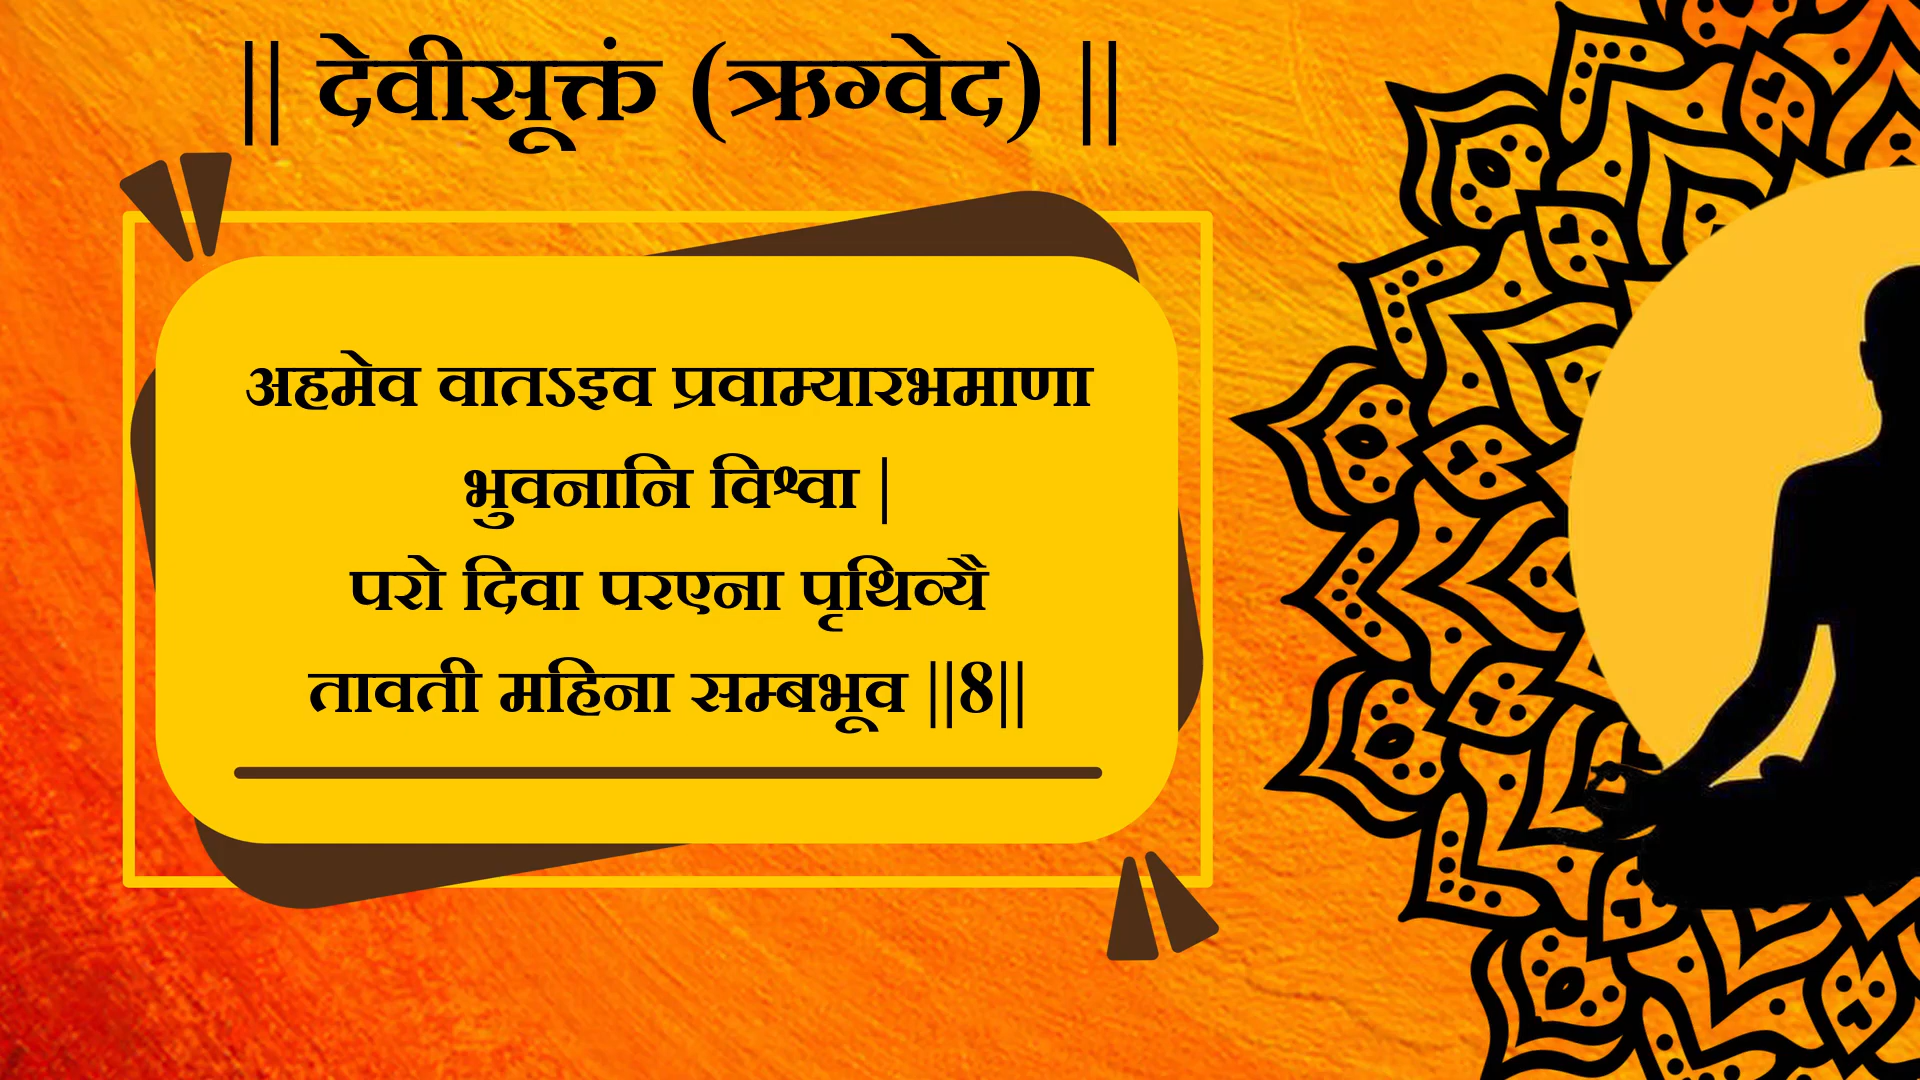 || देवीसूक्तं (ऋग्वेद) ||
अहमेव वातऽइव प्रवाम्यारभमाणा
भुवनानि विश्वा |
परो दिवा परएना पृथिव्यै
तावती महिना सम्बभूव ||8||